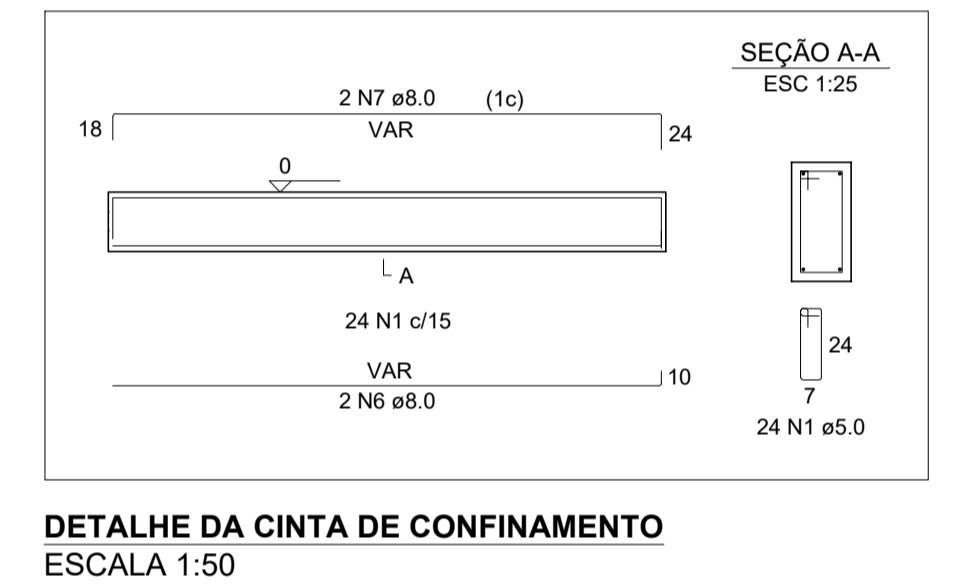 SEÇÃO A-A
ESC 1:25
2 N7 ø8.0 (1c)
18
VAR
24
0
A
24 N1 c/15
24
VAR
10
7
2 N6 ø8.0
24 N1 ø5.0
DETALHE DA CINTA DE CONFINAMENTO
ESCALA 1:50